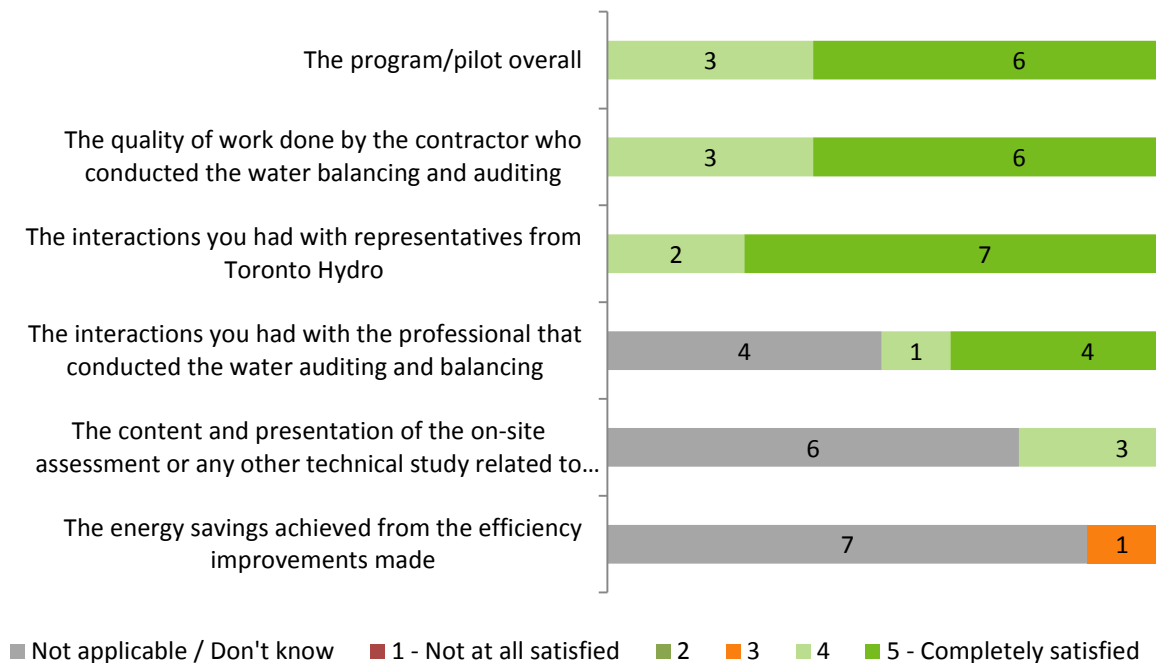 The program/pilot overall
3
6
The quality of work done by the contractor who
conducted the water balancing and auditing
3
6
The interactions you had with representatives from
Toronto Hydro
2
7
The interactions you had with the professional that
conducted the water auditing and balancing
4
1
4
The content and presentation of the on-site
assessment or any other technical study related to...
6
3
The energy savings achieved from the efficiency
improvements made
7
1
Not applicable / Don't know 1 - Not at all satisfied 2 3 4 5 - Completely satisfied